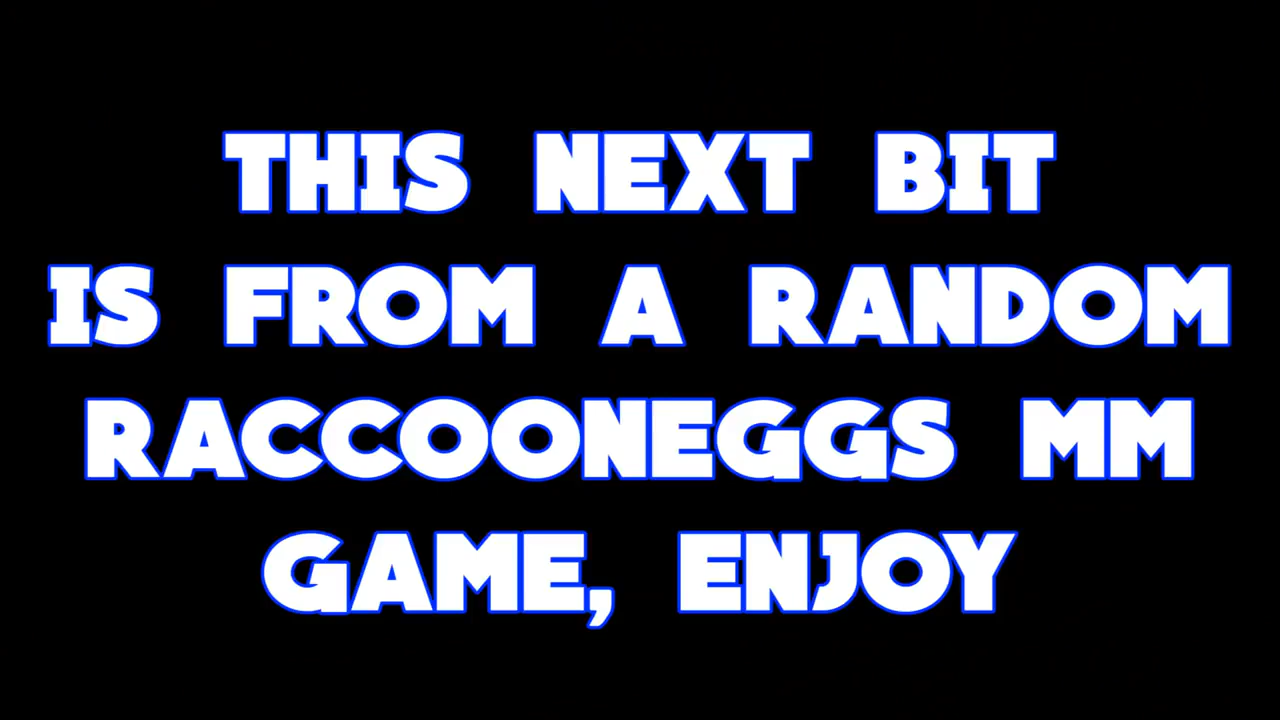 THIS NEXT BIT
IS FROM A RANDOM
RACCOONEGGS MM
GAME, ENJOY